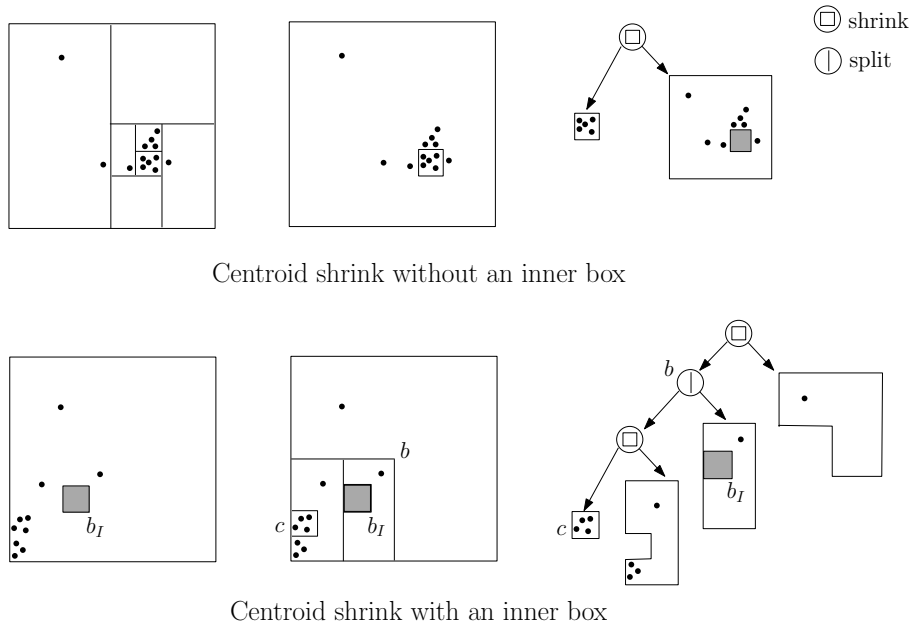 shrink
split
Centroid shrink without an inner box
b
b
c
b_I
b_I
b_I
c
Centroid shrink with an inner box